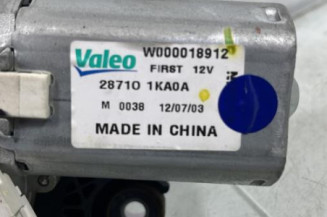 Valeo W000018912
FIRST 12V
28710 1KA0A
M 0038 12/07/03
MADE IN CHINA